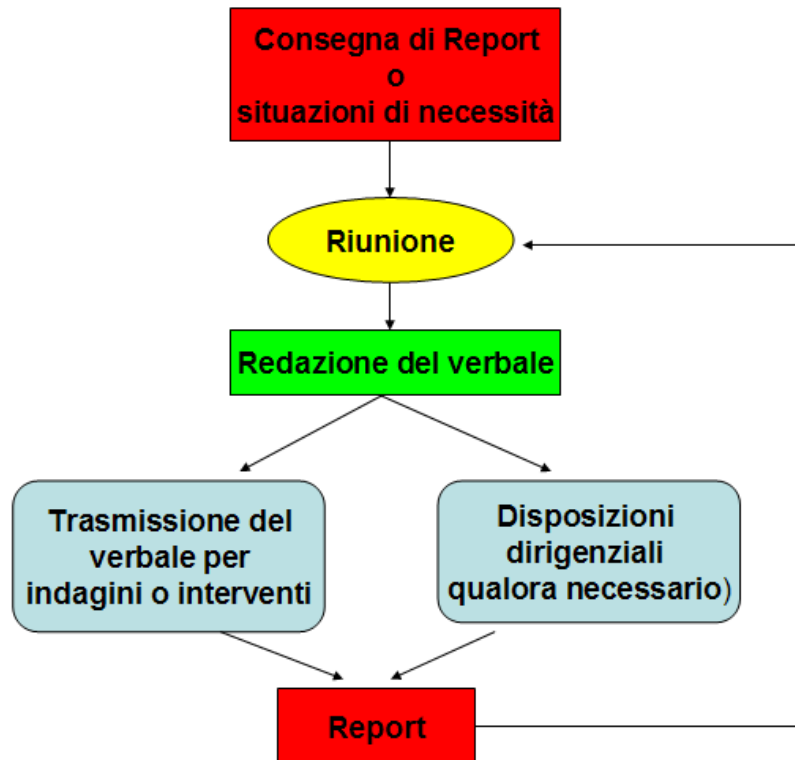 Consegna di Report
o
situazioni di necessità
Riunione
Redazione del verbale
Trasmissione del
verbale per
indagini o interventi
Disposizioni
dirigenziali
qualora necessario)
Report